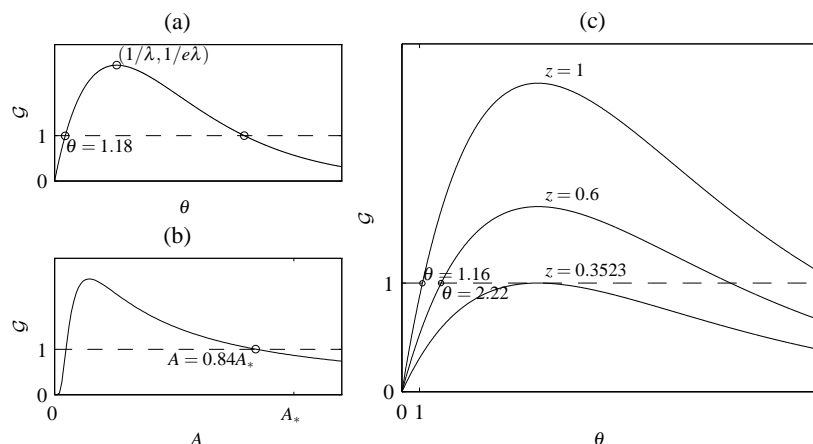 (a)
(1/λ, 1/eλ)
𝒢
1
θ = 1.18
0
θ
(b)
𝒢
1
A = 0.84A*
0
0
A*
A
(c)
z = 1
z = 0.6
𝒢
θ = 1.16
z = 0.3523
1
θ = 2.22
0
0 1
θ